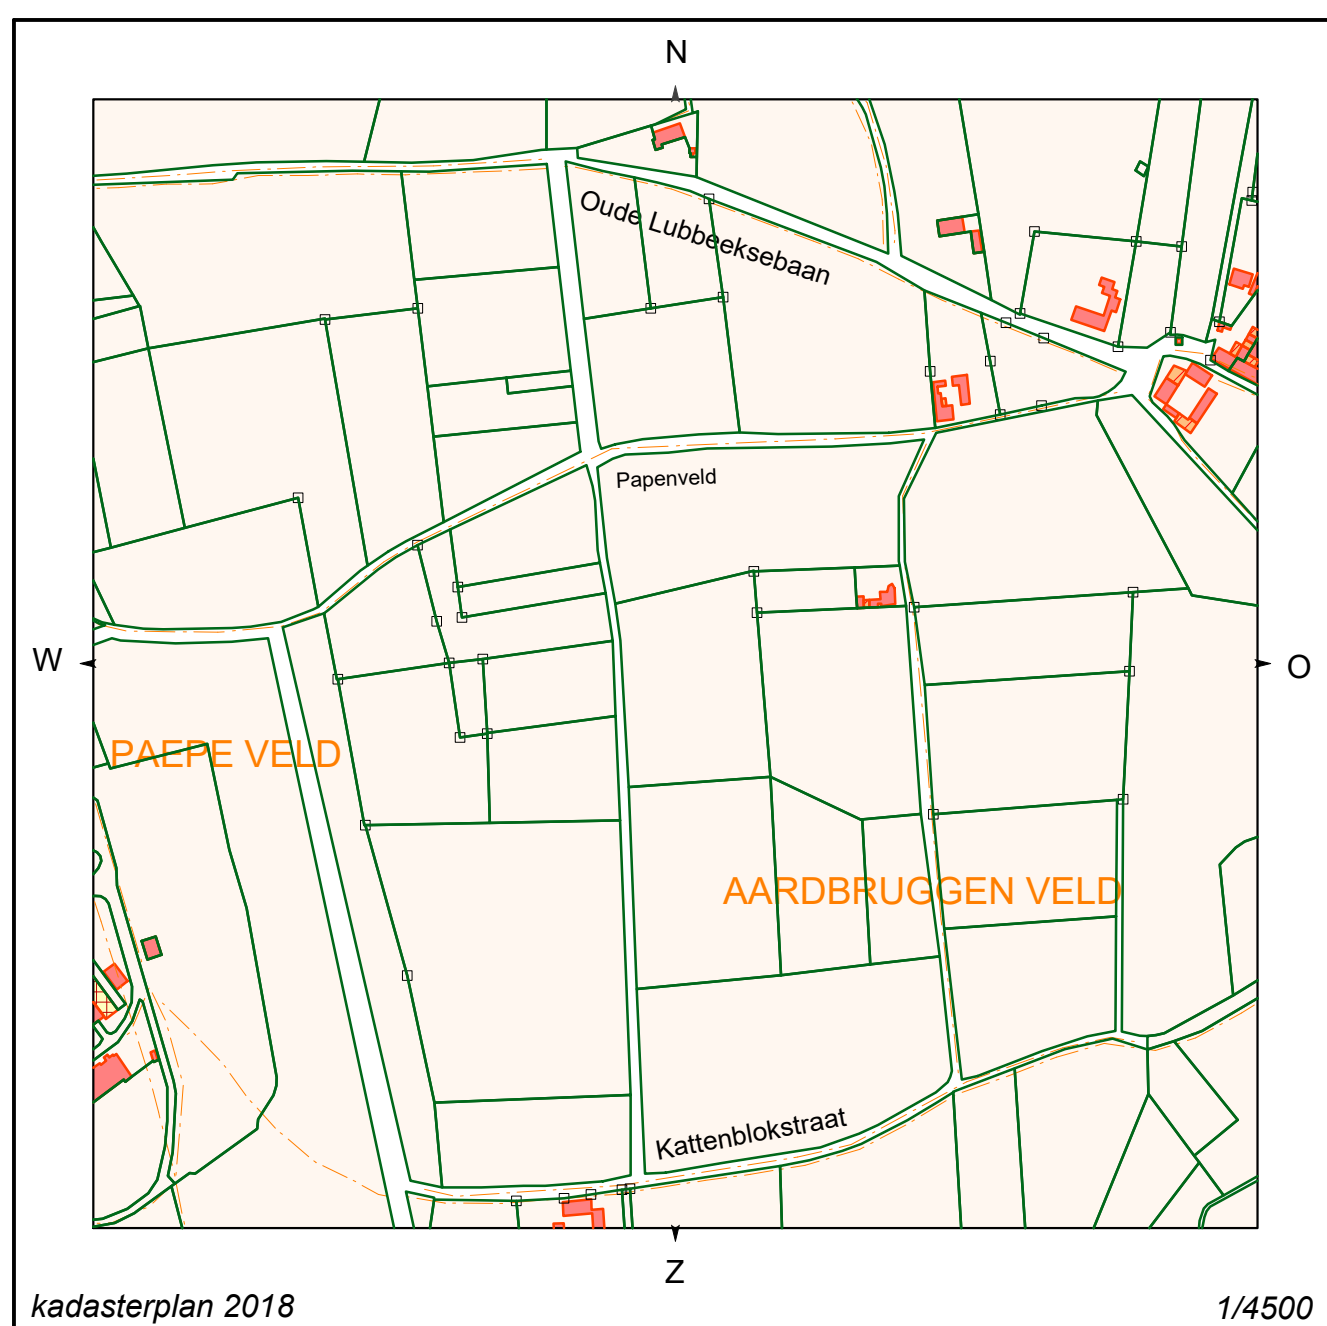 N
Oude Lubbeeksebaan
Papenveld
W
O
PAEPE VELD
AARDBRUGGEN VELD
Kattenblokstraat
Z
kadasterplan 2018
1/4500